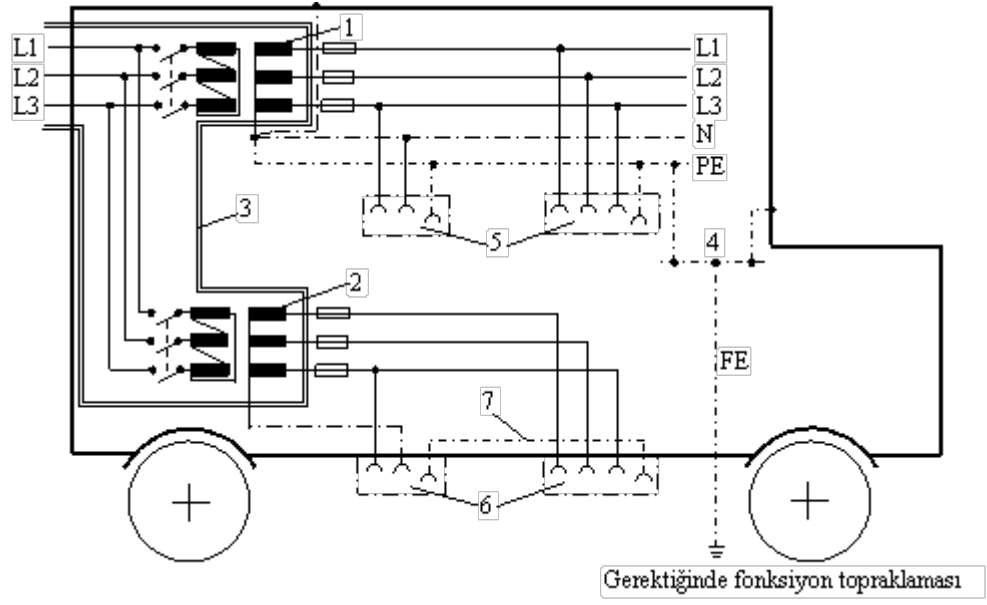 1
L1
L1
L2
L2
L3
L3
N
PE
3
5
4
2
FE
7
6
Gerektiğinde fonksiyon topraklaması